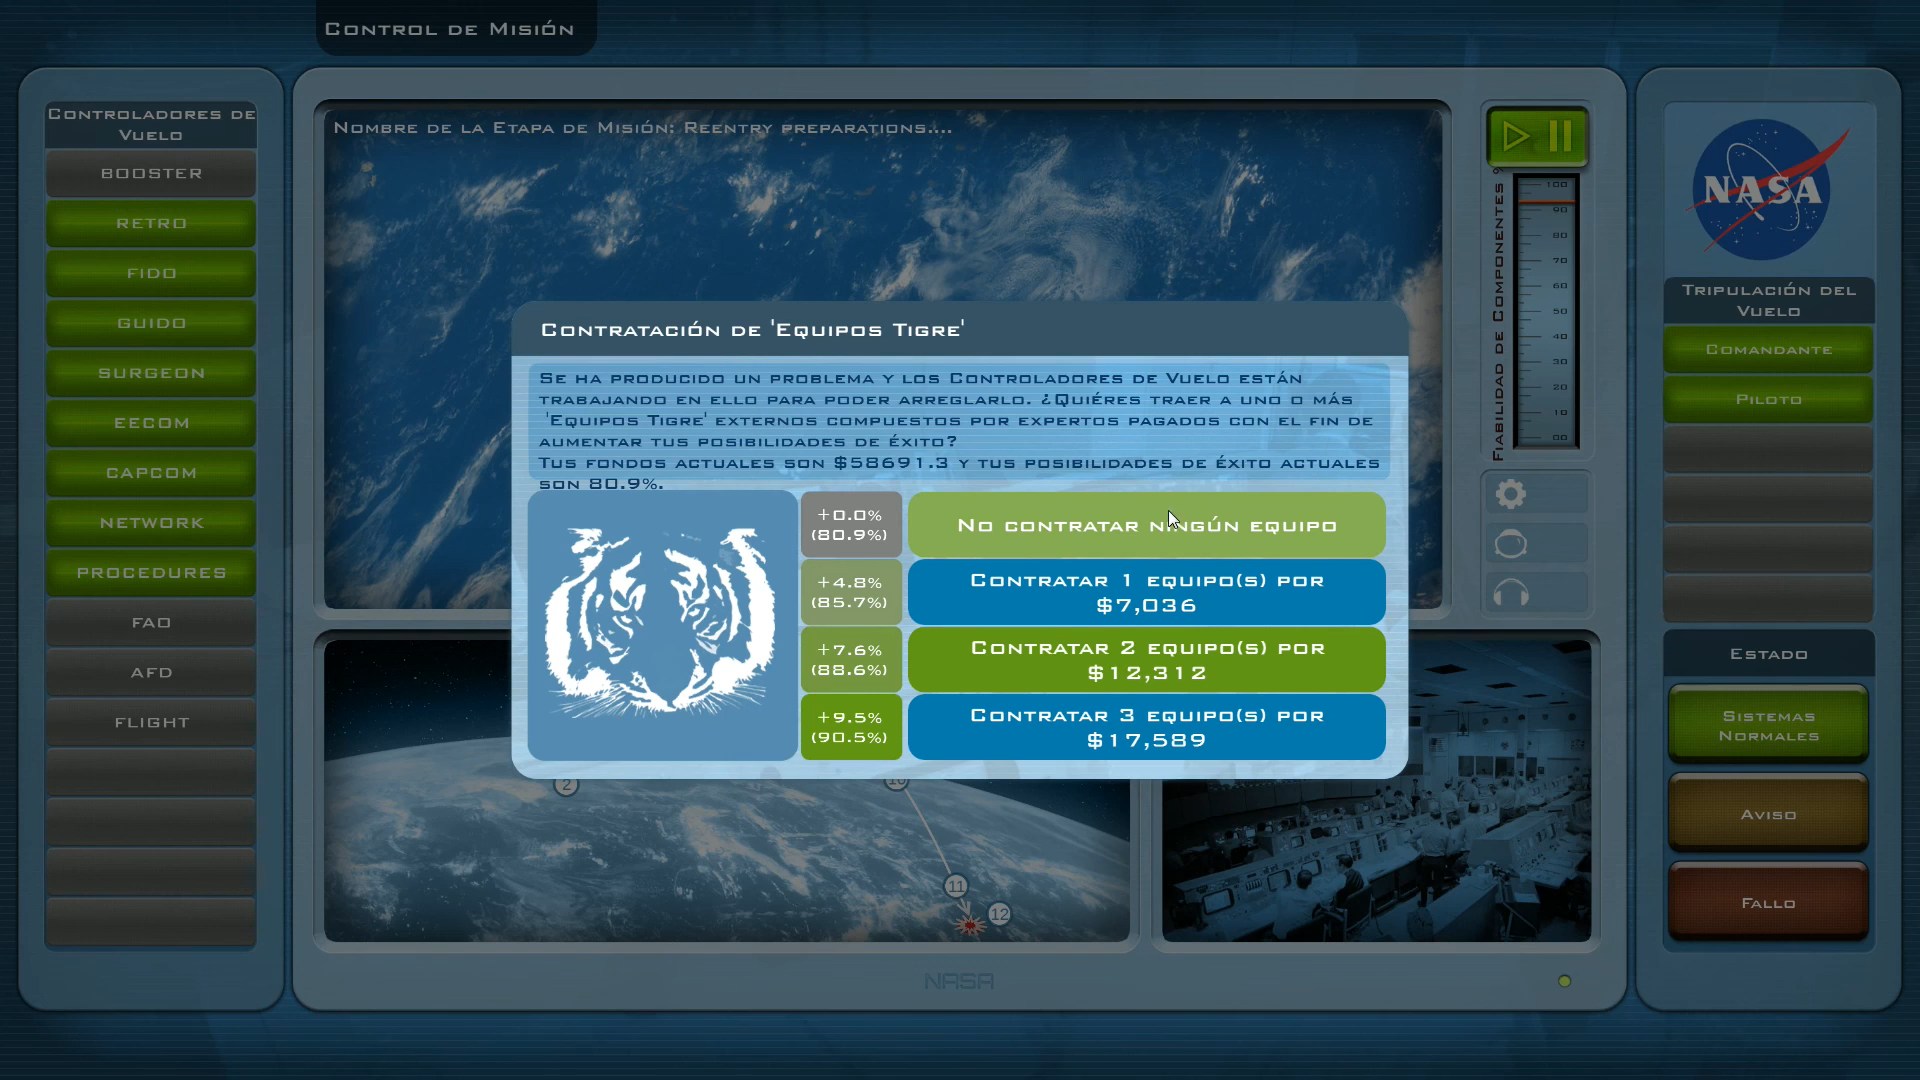 Control de Misión
Controladores de
Vuelo
BOOSTER
RETRO
FIDO
GUIDO
SURGEON
EECOM
CAPCOM
NETWORK
PROCEDURES
FAO
AFD
FLIGHT
Nombre de la Etapa de Misión: Reentry preparations....
Contratación de 'Equipos Tigre'
Se ha producido un problema y los Controladores de Vuelo están
trabajando en ello para poder arreglarlo. ¿Quiéres traer a uno o más
'Equipos Tigre' externos compuestos por expertos pagados con el fin de
aumentar tus posibilidades de éxito?
Tus fondos actuales son $58691.3 y tus posibilidades de éxito actuales
son 80.9%.
+0.0%
(80.9%)
No contratar ningún equipo
+4.8%
(85.7%)
Contratar 1 equipo(s) por
$7,036
+7.6%
(88.6%)
Contratar 2 equipo(s) por
$12,312
+9.5%
(90.5%)
Contratar 3 equipo(s) por
$17,589
2
10
11
12
NASA
Fiabilidad de Componentes %
100
90
80
70
60
50
40
30
20
10
00
NASA
Tripulación del
Vuelo
Comandante
Piloto
Estado
Sistemas
Normales
Aviso
Fallo